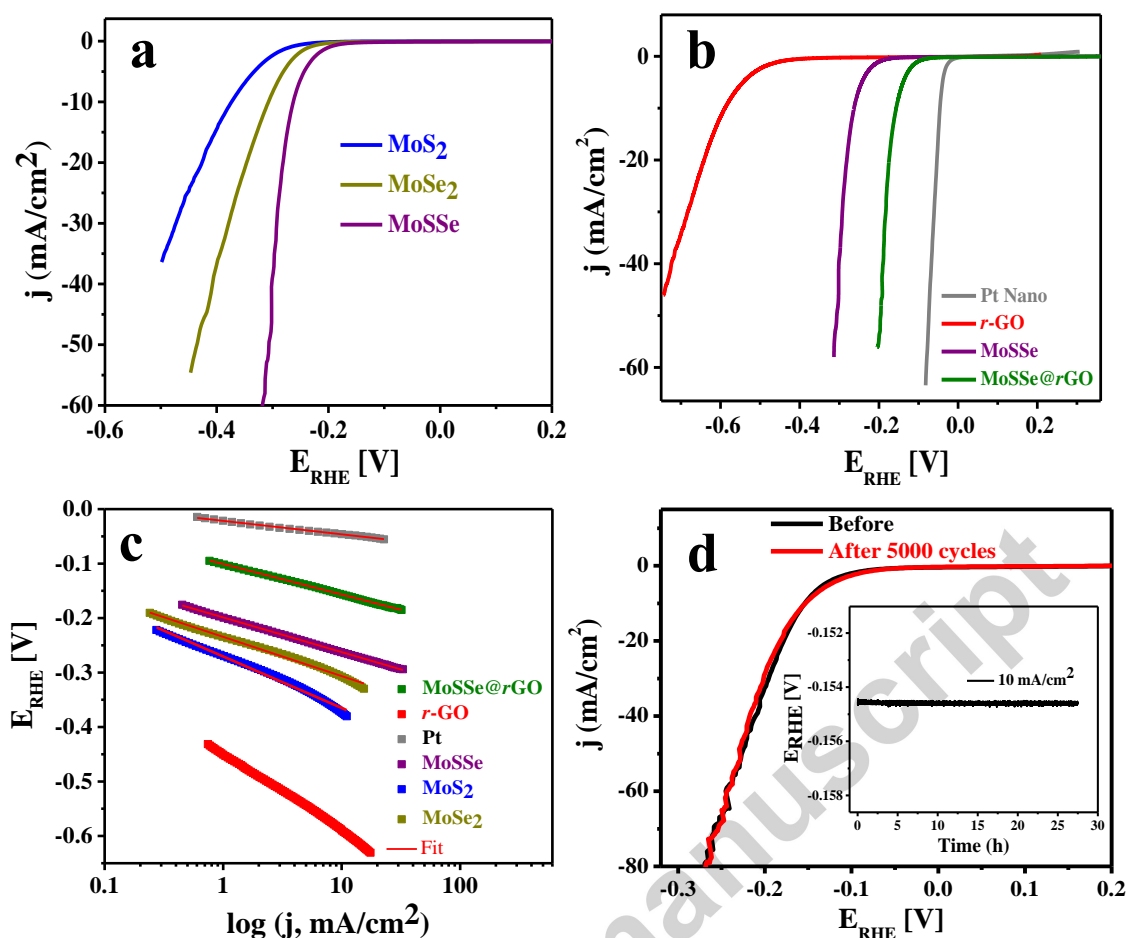 a
0
-10
-20
-30
-40
-50
-60
j (mA/cm²)
MoS₂
MoSe₂
MoSSe
-0.6 -0.4 -0.2 0.0 0.2
E_RHE [V]
b
0
-20
-40
-60
j (mA/cm²)
Pt Nano
r-GO
MoSSe
MoSSe@rGO
-0.6 -0.4 -0.2 0.0 0.2
E_RHE [V]
c
0.0
-0.1
-0.2
-0.3
-0.4
-0.5
-0.6
E_RHE [V]
MoSSe@rGO
r-GO
Pt
MoSSe
MoS₂
MoSe₂
Fit
0.1 1 10 100
log (j, mA/cm²)
d
Before
After 5000 cycles
0
-20
-40
-60
-80
j (mA/cm²)
-0.152
-0.154
-0.156
-0.158
E_RHE [V]
10 mA/cm²
0 5 10 15 20 25 30
Time (h)
-0.3 -0.2 -0.1 0.0 0.1 0.2
E_RHE [V]
manuscript